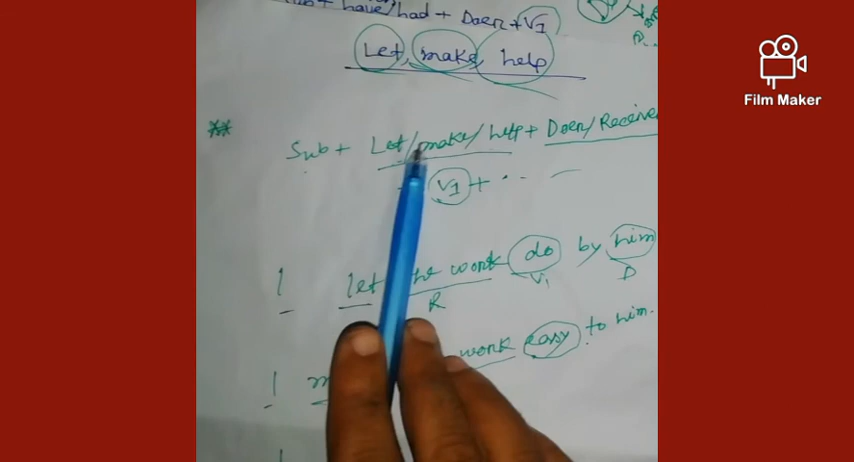 have/had + Doer + V1
Let, make, help
Film Maker
**
Sub + Let/make/help + Doer/Receiver
V1 + ...
I let the work do by him
R V1 D
I work easy to him.
I